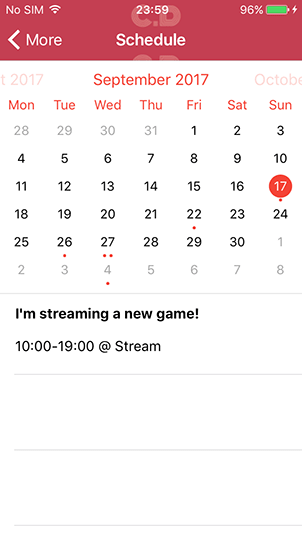 No SIM 23:59 96%
C.D
More Schedule
C.D
t 2017 September 2017 Octobe
Mon Tue Wed Thu Fri Sat Sun
28 29 30 31 1 2 3
4 5 6 7 8 9 10
11 12 13 14 15 16 17
18 19 20 21 22 23 24
25 26 27 28 29 30 1
2 3 4 5 6 7 8
I'm streaming a new game!
10:00-19:00 @ Stream